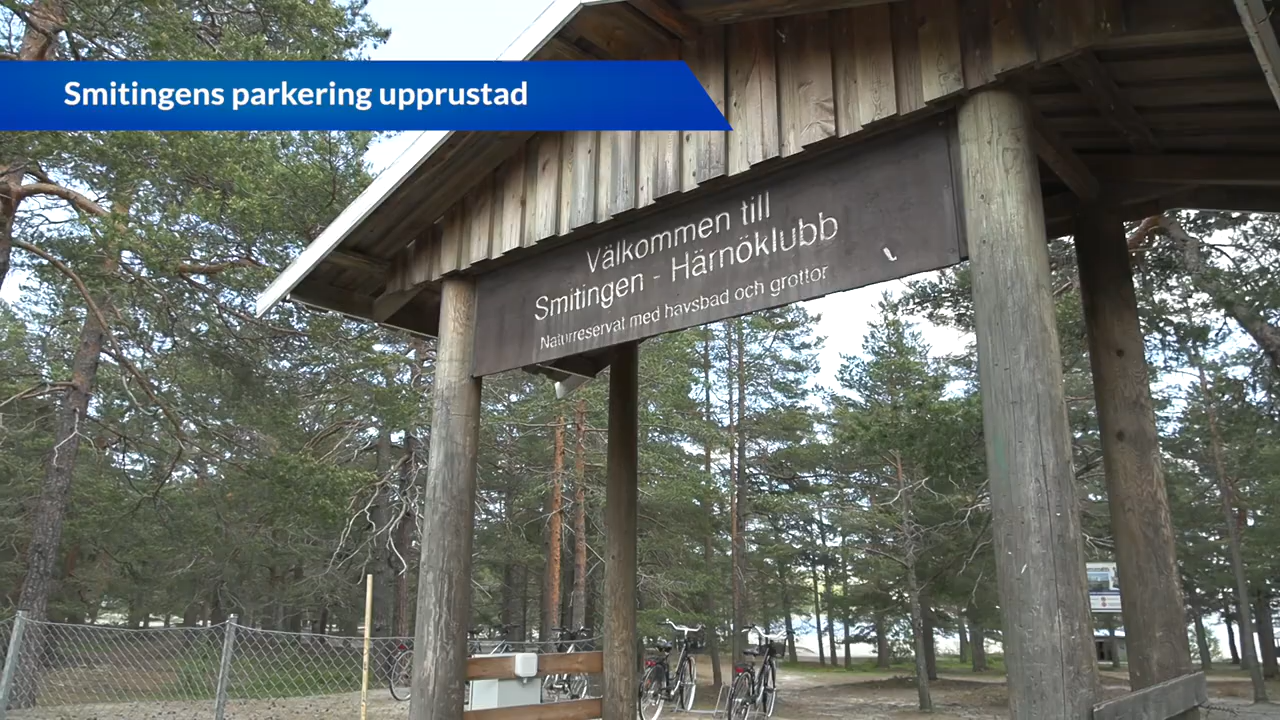 Smitingens parkering upprustad
Välkommen till
Smitingen - Härnöklubb
Naturreservat med havsbad och grottor